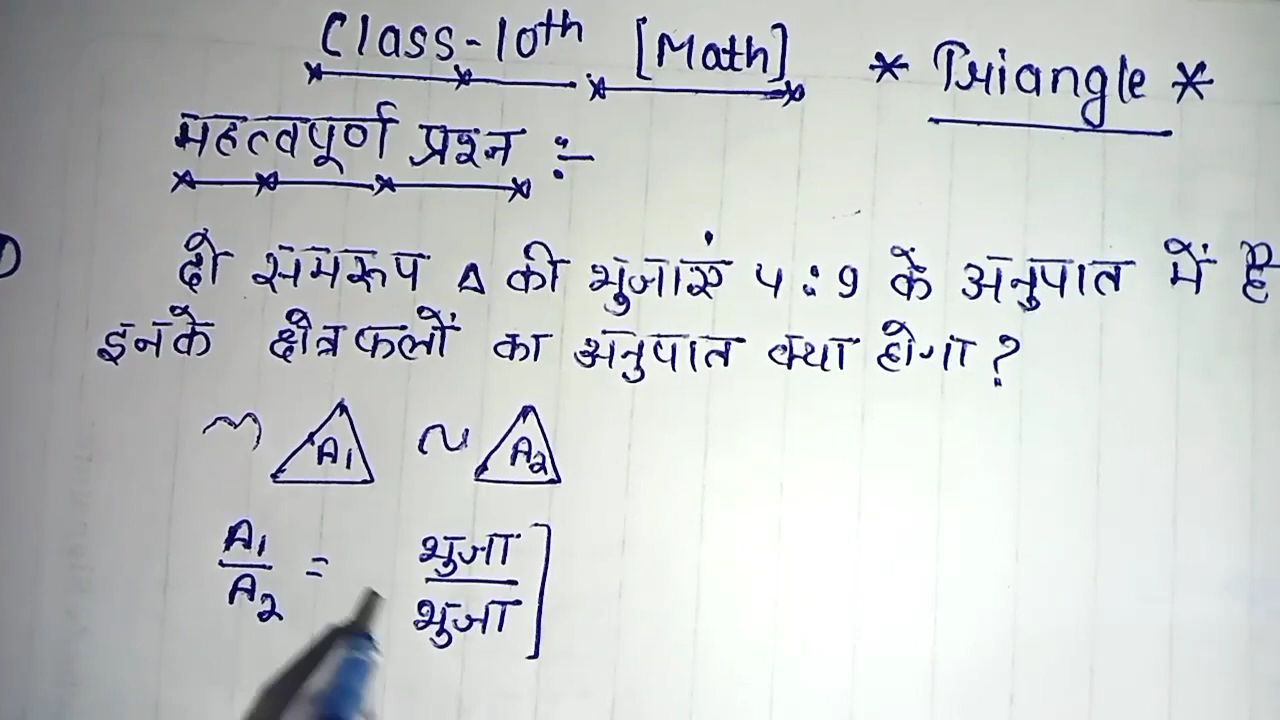 Class-10th [Math] * Triangle *
महत्वपूर्ण प्रश्न :-
दो समरूप Δ की भुजाएं 4:9 के अनुपात में है
इनके क्षेत्रफलों का अनुपात क्या होगा?
~ A1 ~ A2
A1/A2 = भुजा/भुजा]